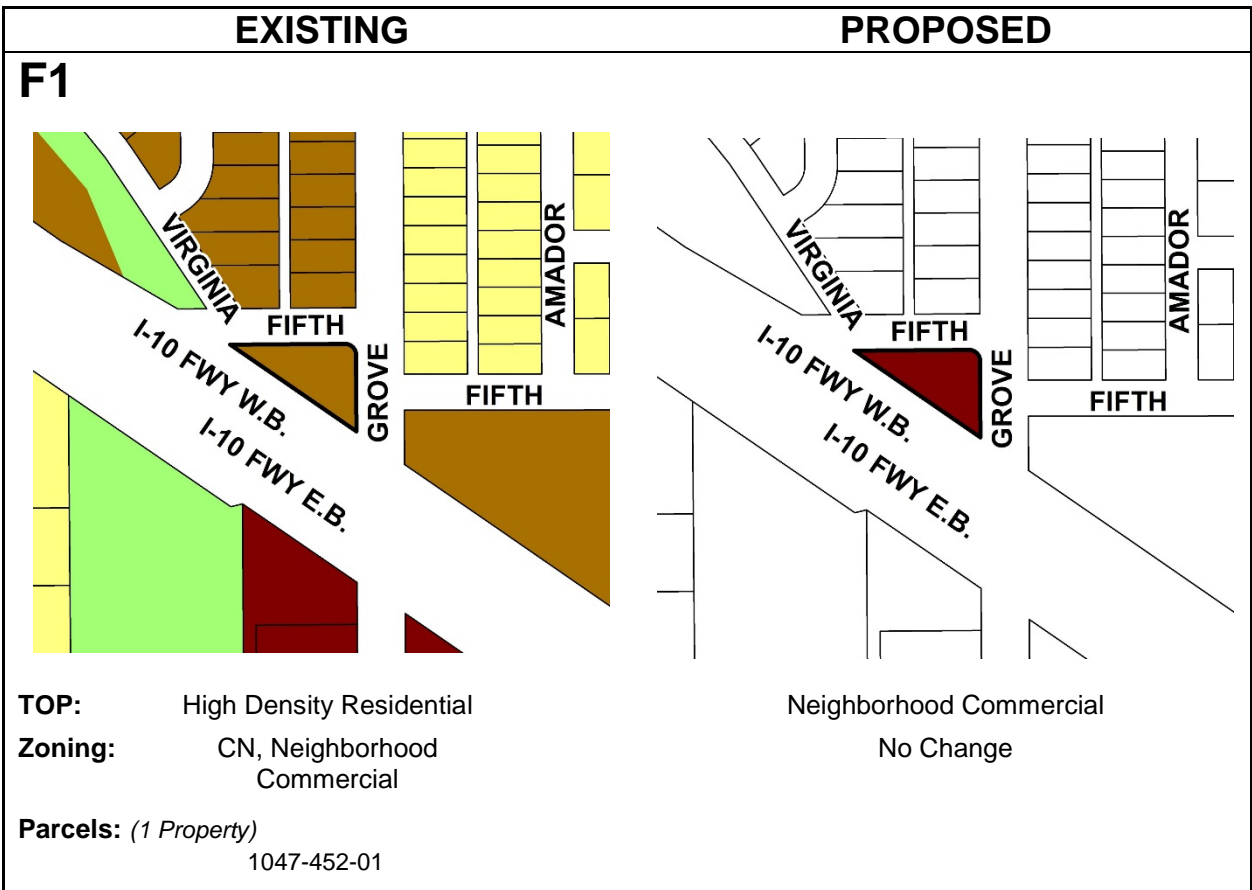 EXISTING PROPOSED
F1
VIRGINIA
FIFTH
AMADOR
I-10 FWY W.B.
GROVE
FIFTH
I-10 FWY E.B.
VIRGINIA
FIFTH
AMADOR
I-10 FWY W.B.
GROVE
FIFTH
I-10 FWY E.B.
TOP: High Density Residential Neighborhood Commercial
Zoning: CN, Neighborhood No Change
Commercial
Parcels: (1 Property)
1047-452-01